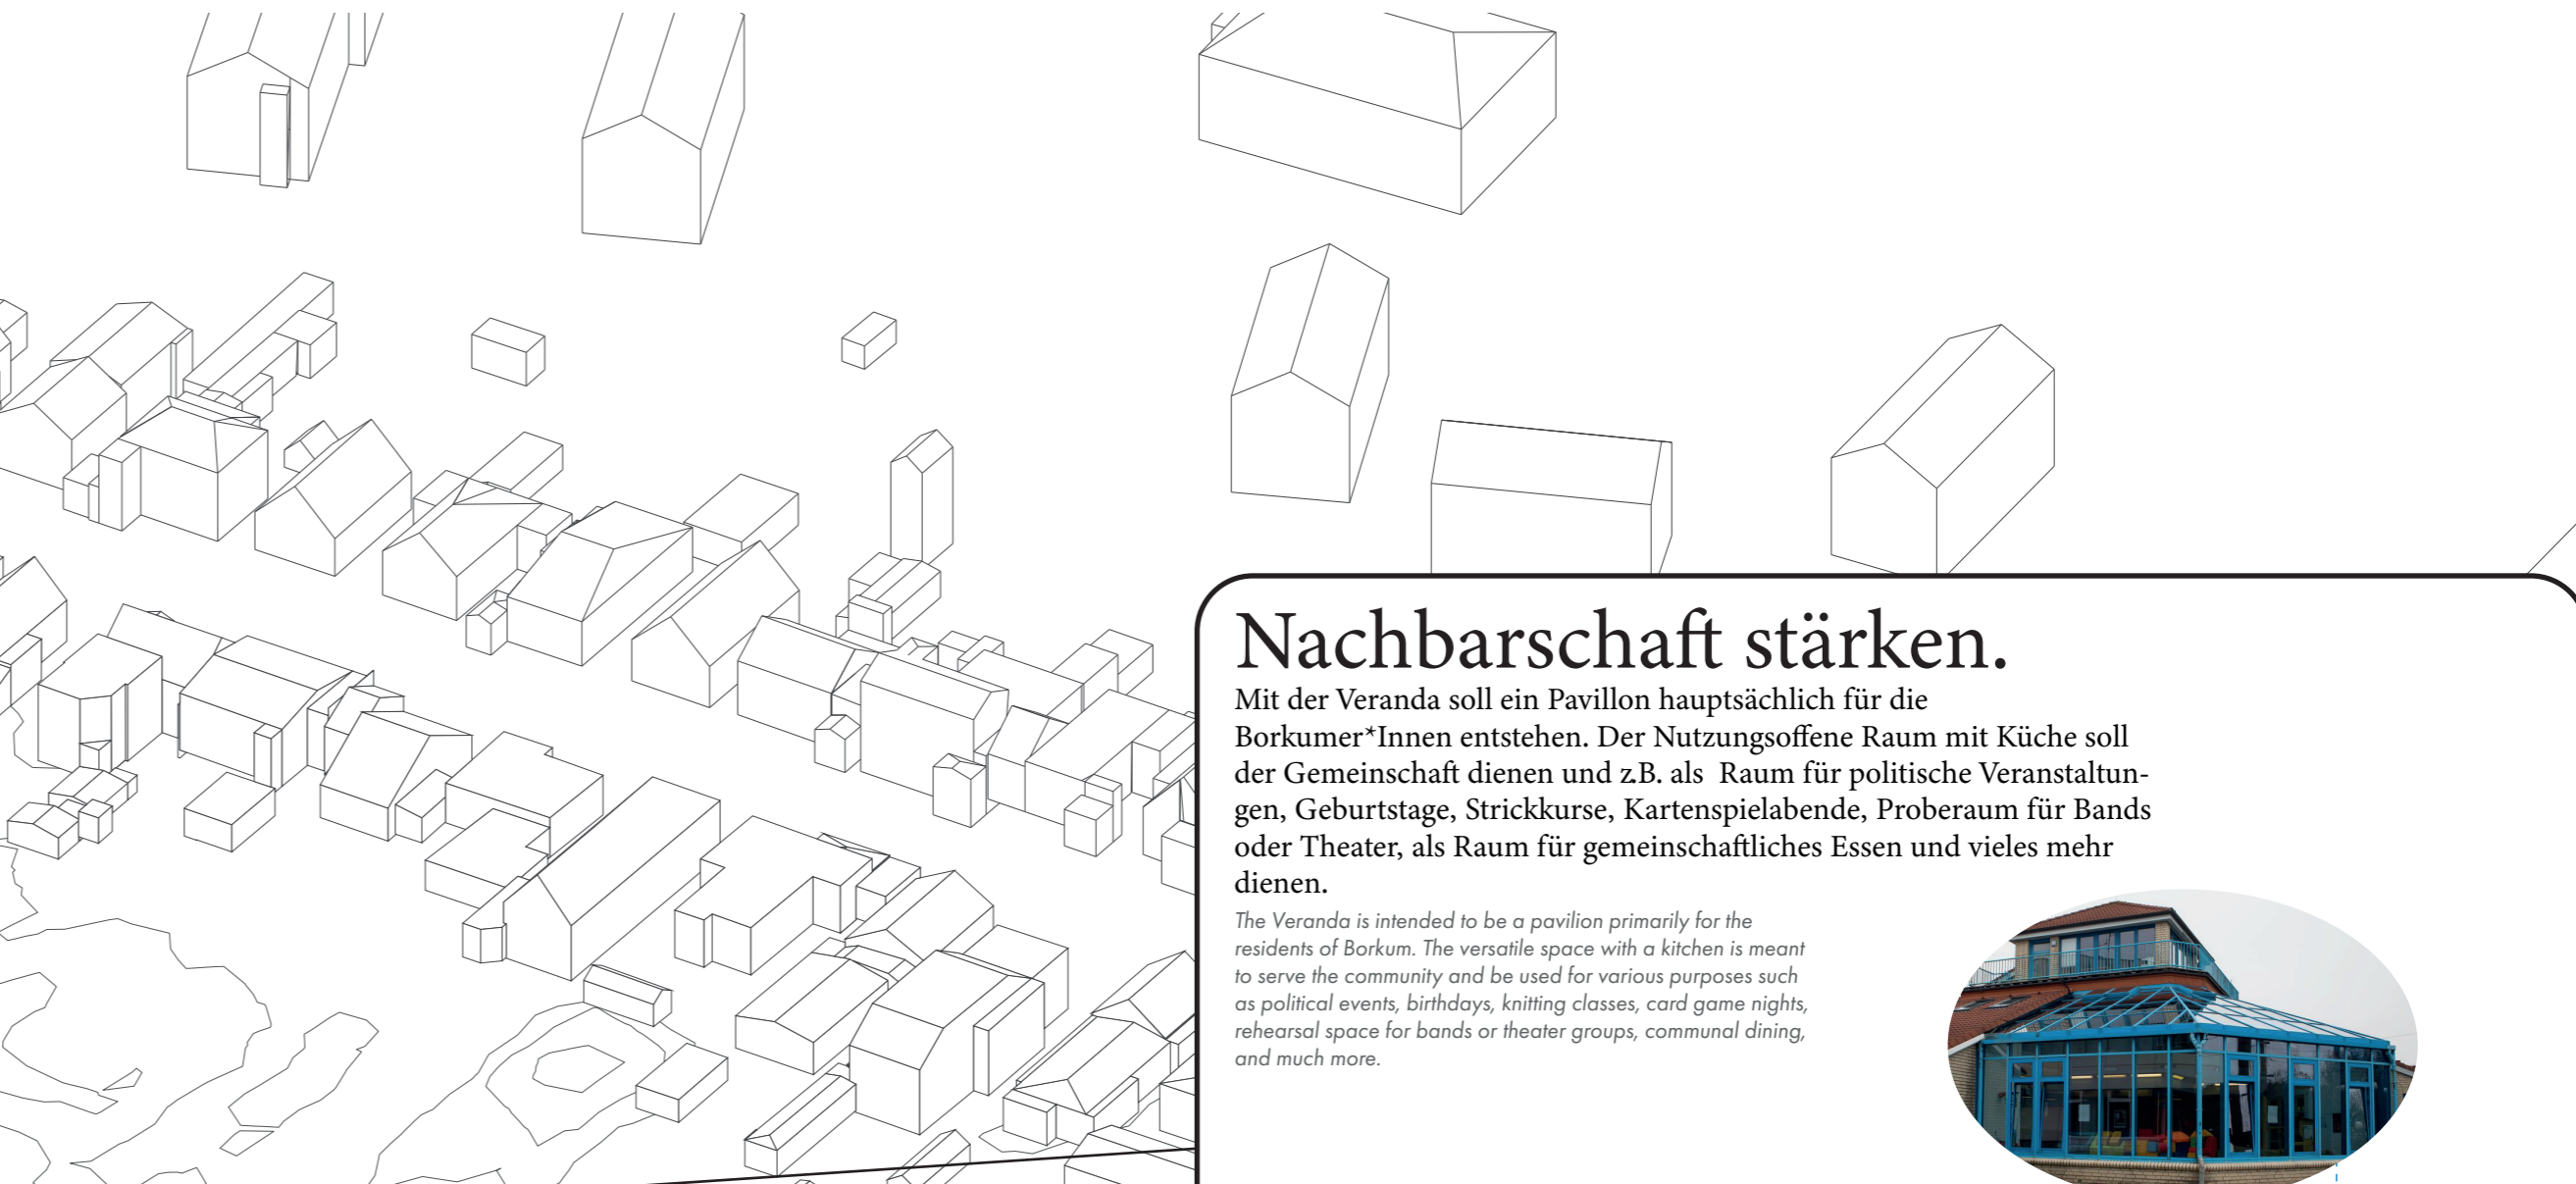 Nachbarschaft stärken.
Mit der Veranda soll ein Pavillon hauptsächlich für die
Borkumer*Innen entstehen. Der Nutzungsoffene Raum mit Küche soll
der Gemeinschaft dienen und z.B. als  Raum für politische Veranstaltun-
gen, Geburtstage, Strickkurse, Kartenspielabende, Proberaum für Bands
oder Theater, als Raum für gemeinschaftliches Essen und vieles mehr
dienen.
The Veranda is intended to be a pavilion primarily for the
residents of Borkum. The versatile space with a kitchen is meant
to serve the community and be used for various purposes such
as political events, birthdays, knitting classes, card game nights,
rehearsal space for bands or theater groups, communal dining,
and much more.